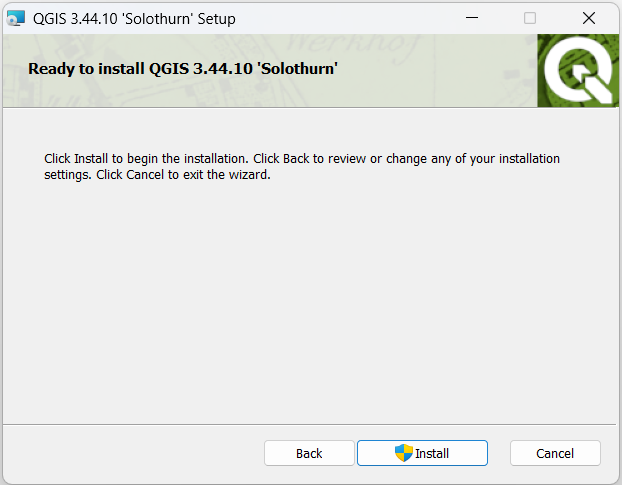 QGIS 3.44.10 'Solothurn' Setup
Werkhof
Ready to install QGIS 3.44.10 'Solothurn'
Click Install to begin the installation. Click Back to review or change any of your installation
settings. Click Cancel to exit the wizard.
Back
Install
Cancel